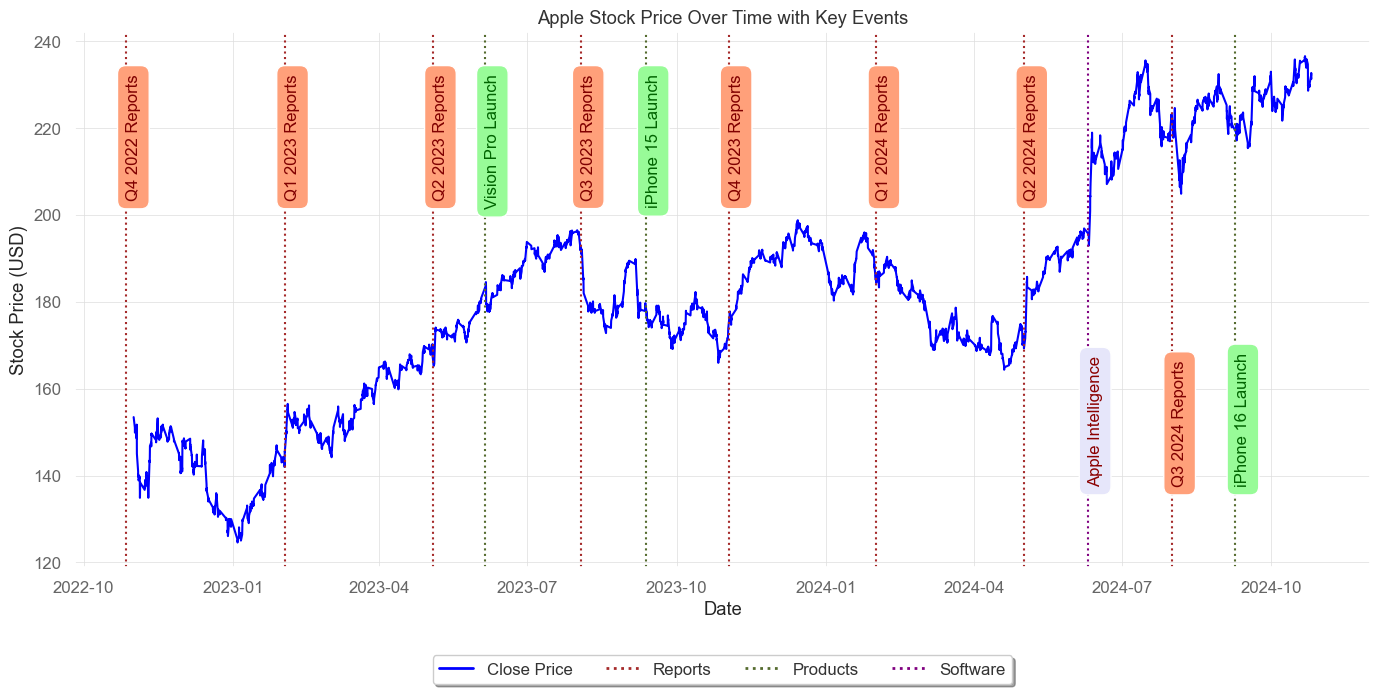 Apple Stock Price Over Time with Key Events
Stock Price (USD)
240
220
200
180
160
140
120
Q4 2022 Reports
Q1 2023 Reports
Q2 2023 Reports
Vision Pro Launch
Q3 2023 Reports
iPhone 15 Launch
Q4 2023 Reports
Q1 2024 Reports
Q2 2024 Reports
Apple Intelligence
Q3 2024 Reports
iPhone 16 Launch
2022-10
2023-01
2023-04
2023-07
2023-10
2024-01
2024-04
2024-07
2024-10
Date
Close Price
Reports
Products
Software